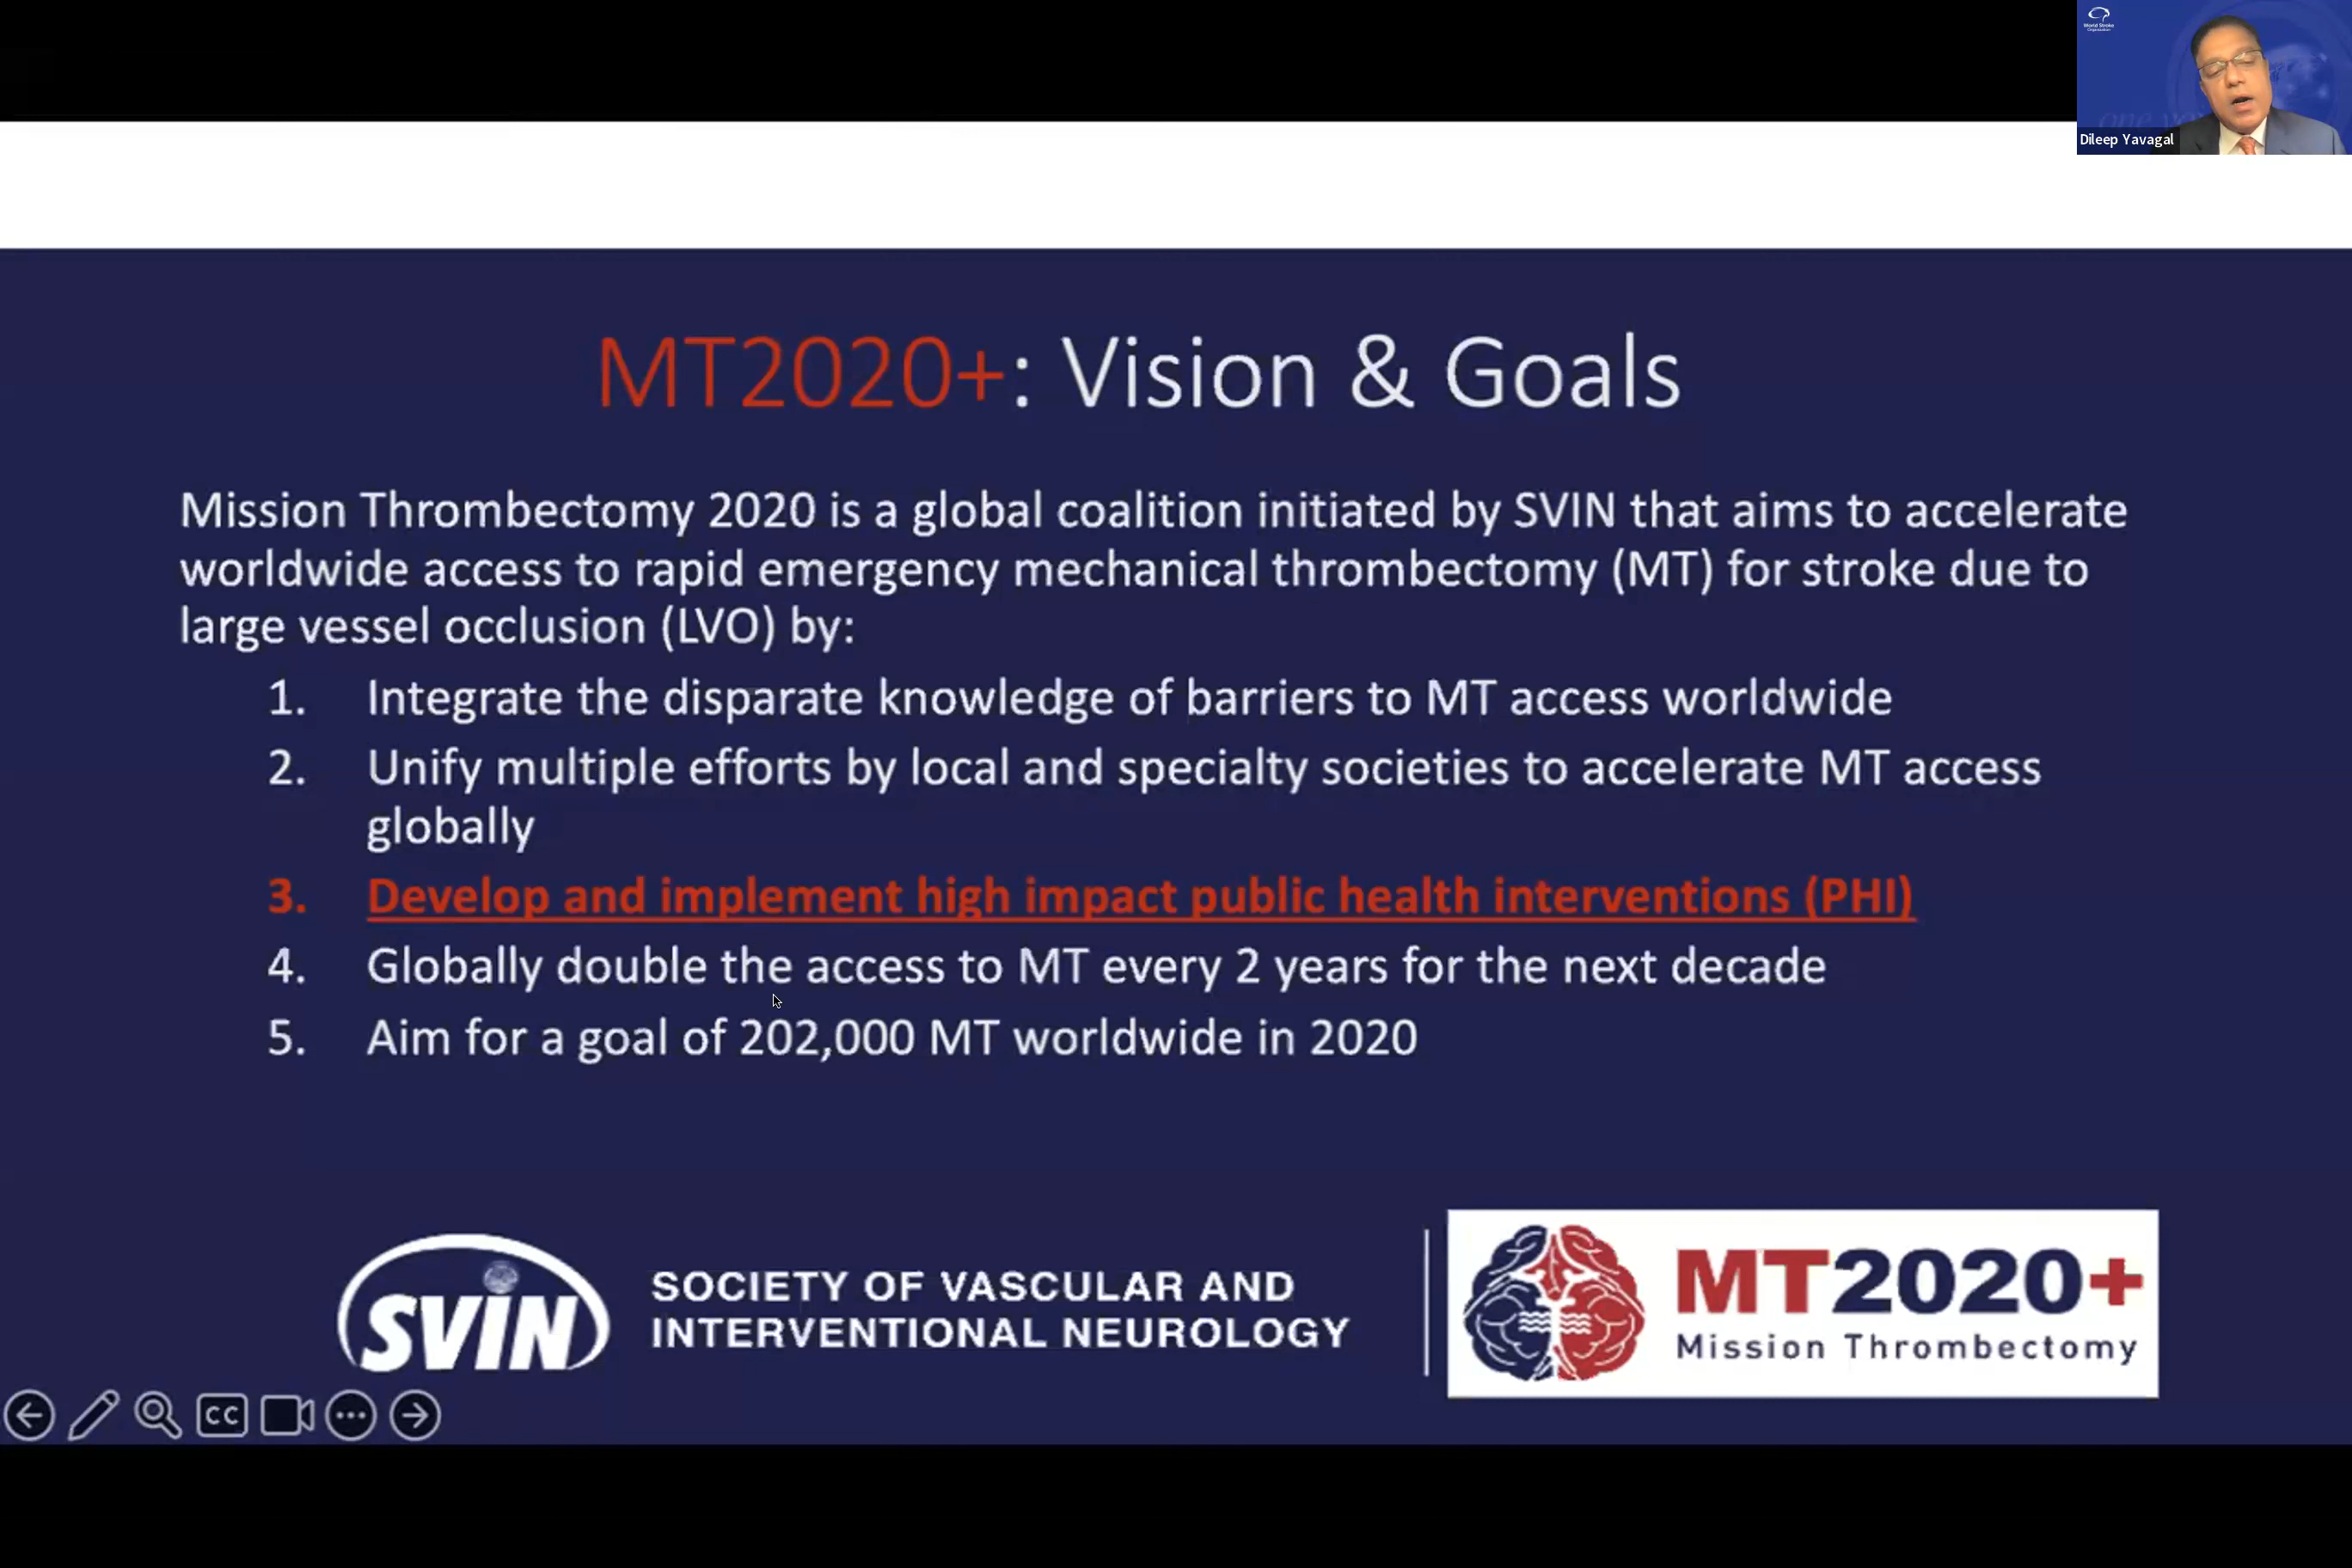 World Stroke
Organization
Dileep Yavagal
MT2020+: Vision & Goals
Mission Thrombectomy 2020 is a global coalition initiated by SVIN that aims to accelerate
worldwide access to rapid emergency mechanical thrombectomy (MT) for stroke due to
large vessel occlusion (LVO) by:
1. Integrate the disparate knowledge of barriers to MT access worldwide
2. Unify multiple efforts by local and specialty societies to accelerate MT access
globally
3. Develop and implement high impact public health interventions (PHI)
4. Globally double the access to MT every 2 years for the next decade
5. Aim for a goal of 202,000 MT worldwide in 2020
SVIN
SOCIETY OF VASCULAR AND
INTERVENTIONAL NEUROLOGY
MT2020+
Mission Thrombectomy
CC